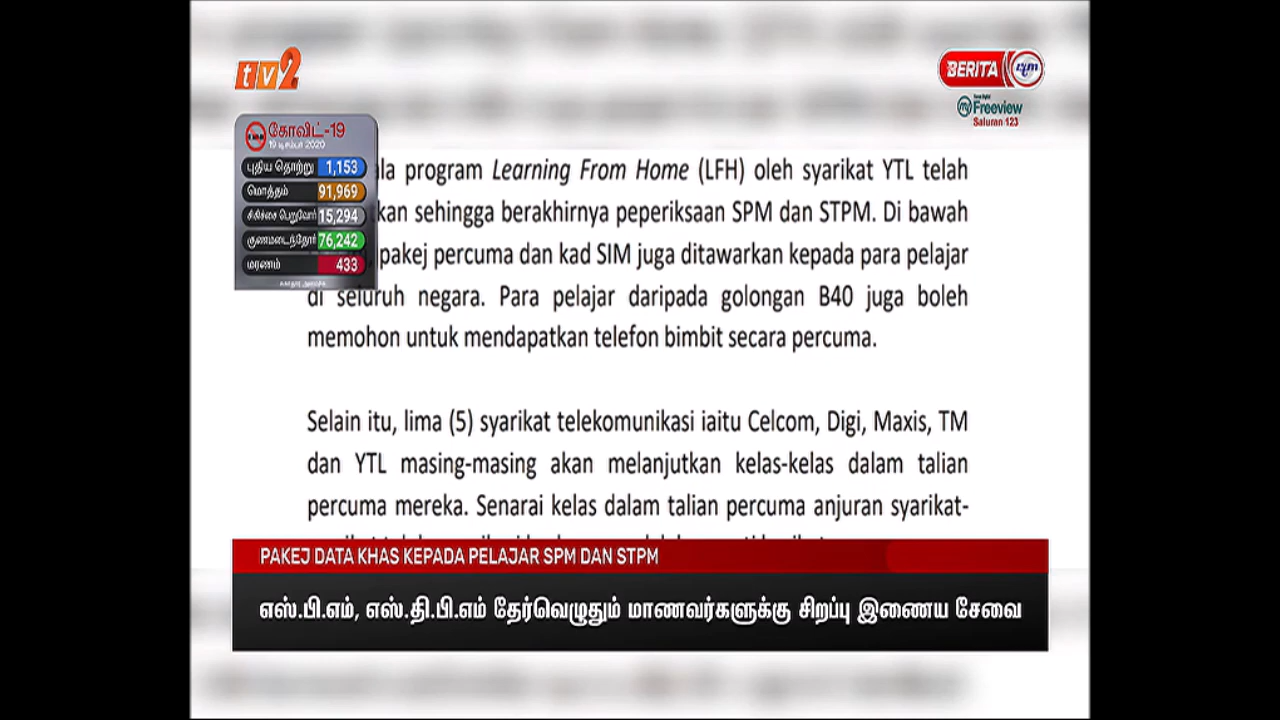 tv2
BERITA rtm
Freeview
Saluran 123
கோவிட்-19
19 டிசம்பர் 2020
புதிய தொற்று 1,153
மொத்தம் 91,969
சிகிச்சை பெறுவோர் 15,294
குணமடைந்தோர் 76,242
மரணம் 433
program Learning From Home (LFH) oleh syarikat YTL telah
sehingga berakhirnya peperiksaan SPM dan STPM. Di bawah
pakej percuma dan kad SIM juga ditawarkan kepada para pelajar
di seluruh negara. Para pelajar daripada golongan B40 juga boleh
memohon untuk mendapatkan telefon bimbit secara percuma.
Selain itu, lima (5) syarikat telekomunikasi iaitu Celcom, Digi, Maxis, TM
dan YTL masing-masing akan melanjutkan kelas-kelas dalam talian
percuma mereka. Senarai kelas dalam talian percuma anjuran syarikat-
PAKEJ DATA KHAS KEPADA PELAJAR SPM DAN STPM
எஸ்.பி.எம், எஸ்.தி.பி.எம் தேர்வெழுதும் மாணவர்களுக்கு சிறப்பு இணைய சேவை